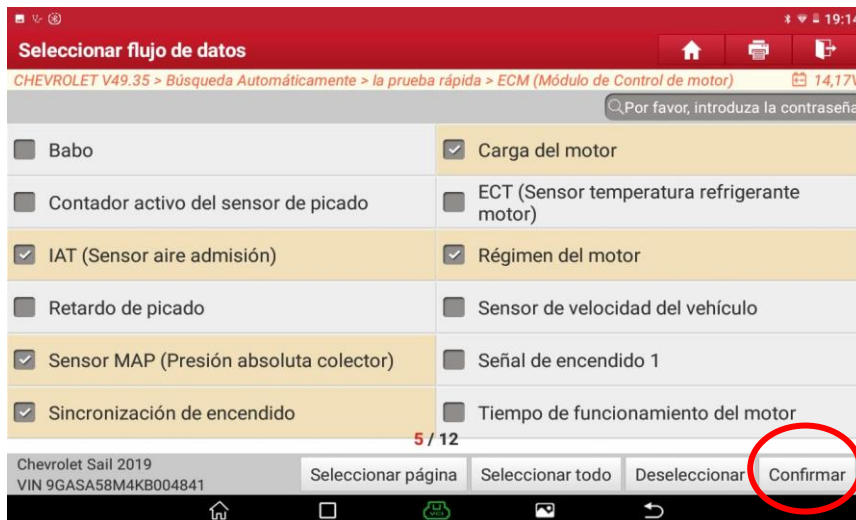 19:14
Seleccionar flujo de datos
CHEVROLET V49.35 > Búsqueda Automáticamente > la prueba rápida > ECM (Módulo de Control de motor) 14,17V
Por favor, introduza la contraseña
Babo
Carga del motor
Contador activo del sensor de picado
ECT (Sensor temperatura refrigerante
motor)
IAT (Sensor aire admisión)
Régimen del motor
Retardo de picado
Sensor de velocidad del vehículo
Sensor MAP (Presión absoluta colector)
Señal de encendido 1
Sincronización de encendido
Tiempo de funcionamiento del motor
5 / 12
Chevrolet Sail 2019
VIN 9GASA58M4KB004841
Seleccionar página Seleccionar todo Deseleccionar Confirmar
VCI